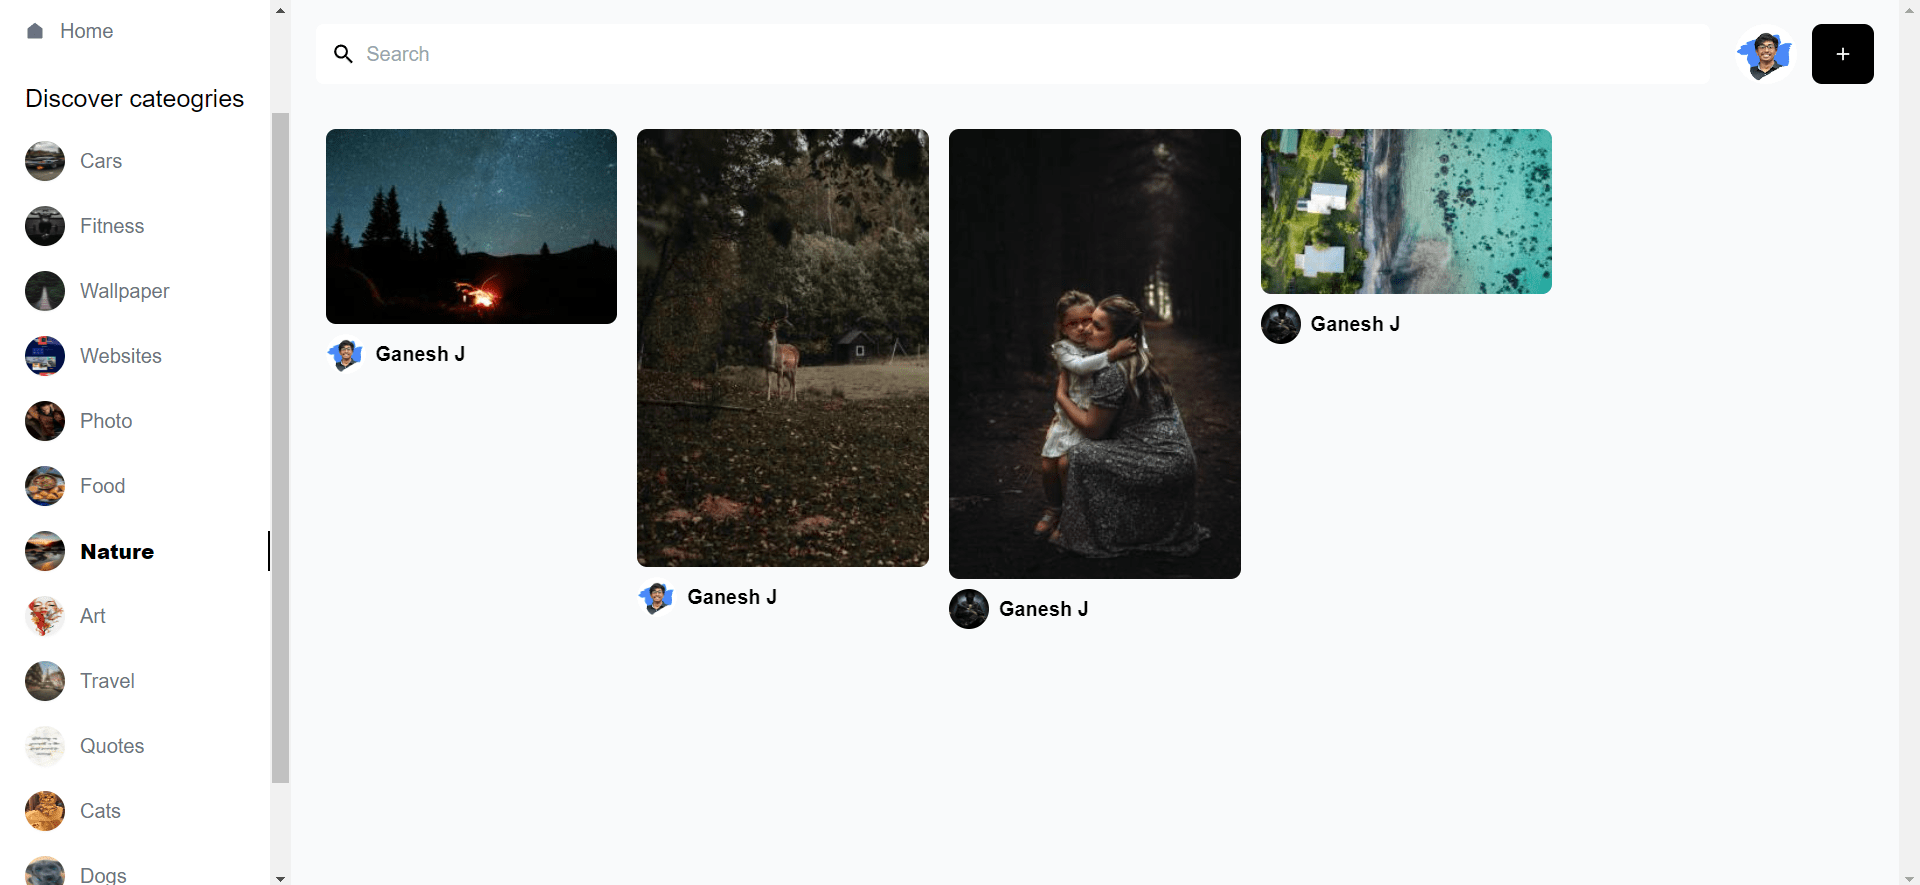 Home
Discover cateogries
Cars
Fitness
Wallpaper
Websites
Photo
Food
Nature
Art
Travel
Quotes
Cats
Dogs
Search
+
Ganesh J
Ganesh J
Ganesh J
Ganesh J